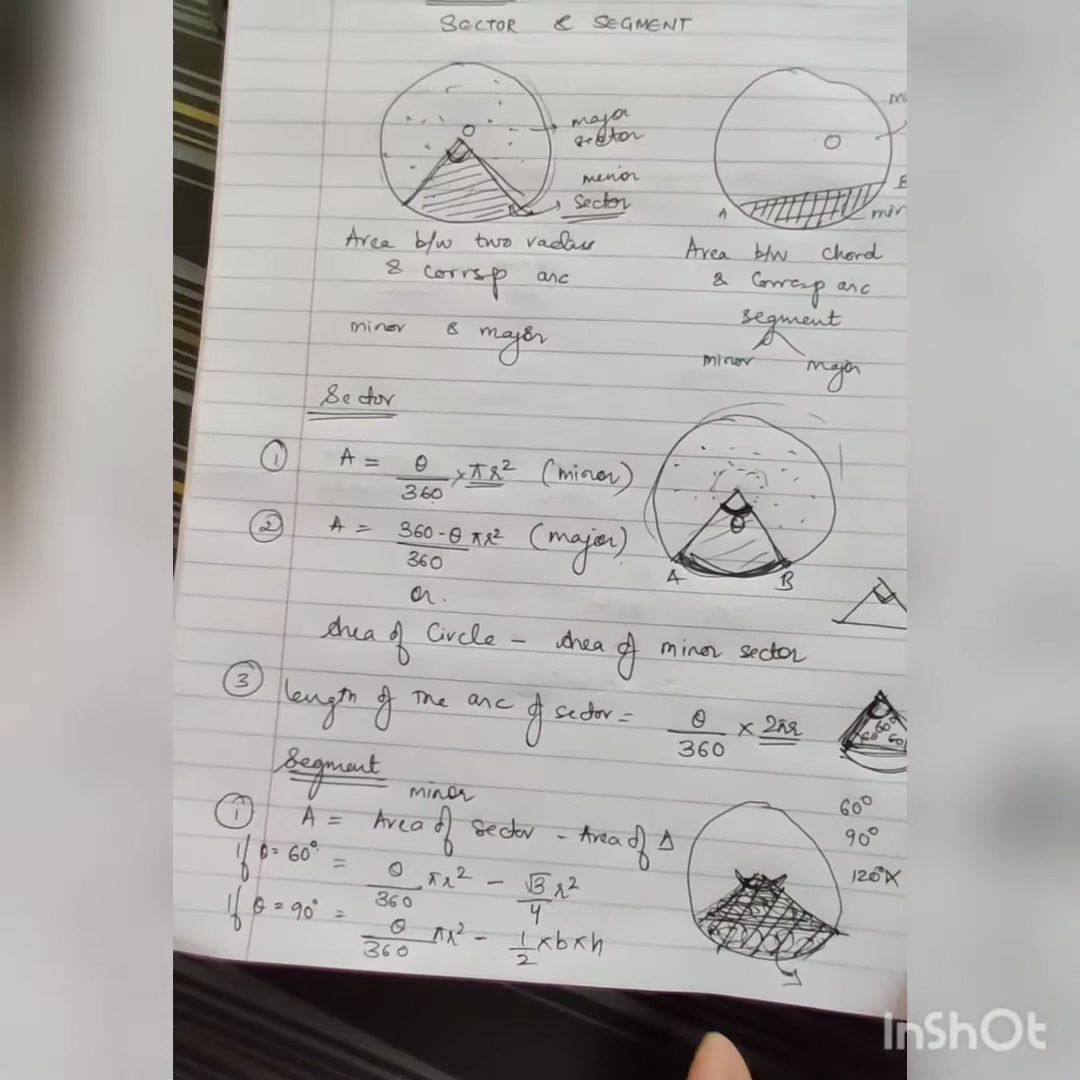 SECTOR & SEGMENT
O
major
sector
menor
sector
Area b/w two radius
& corrsp arc
minor & major
O
A
Area b/w chord
& Corresp arc
segment
minor major
Sector
① A = θ/360 × πr² (minor)
② A = 360-θ/360 πr² (major)
or
Area of Circle - Area of minor sector
θ
A B
③ length of the arc of sector = θ/360 × 2πr
60° 60
Segment
minor
① A = Area of sector - Area of Δ
If θ = 60° = θ/360 πr² - √3/4 r²
If θ = 90° = θ/360 πr² - 1/2 × b × h
60°
90°
120° X
InShOt